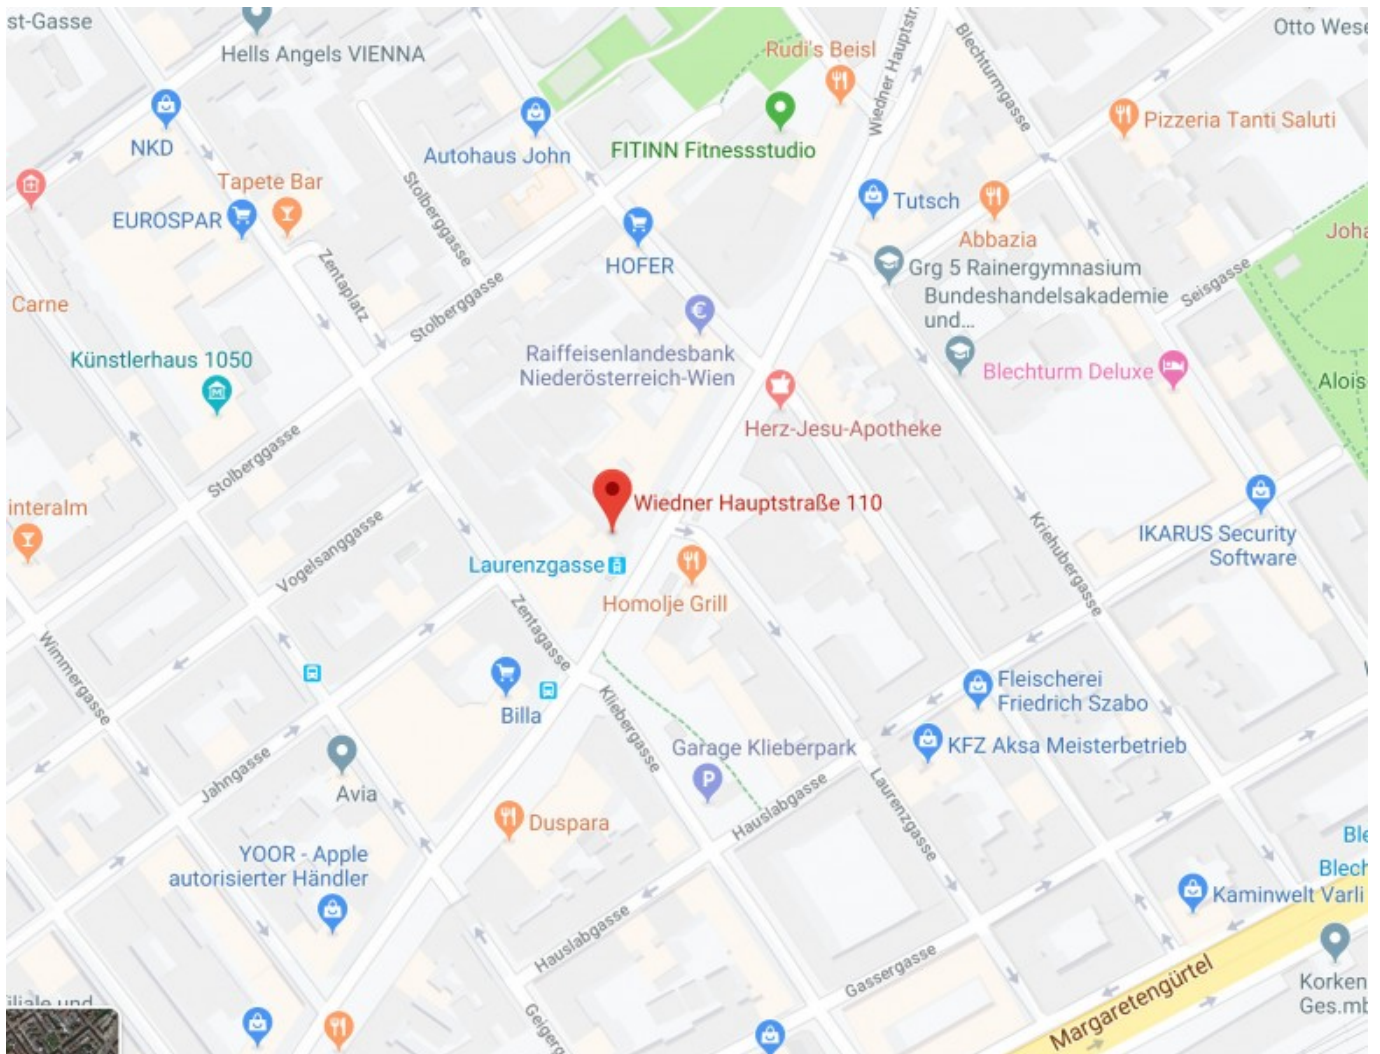 st-Gasse
Hells Angels VIENNA
Otto Wese
Rudi's Beisl
Wiedner Hauptstr.
Blechturmgasse
NKD
Autohaus John
FITINN Fitnessstudio
Pizzeria Tanti Saluti
Tapete Bar
EUROSPAR
Stolberggasse
Tutsch
Abbazia
Joha
HOFER
Grg 5 Rainergymnasium
Bundeshandelsakademie
und...
Seisgasse
Zentaplatz
Stolberggasse
Carne
Künstlerhaus 1050
Raiffeisenlandesbank
Niederösterreich-Wien
Blechturm Deluxe
Alois
Herz-Jesu-Apotheke
Stolberggasse
interalm
Wiedner Hauptstraße 110
Vogelsanggasse
Kriehubergasse
IKARUS Security
Software
Laurenzgasse
Homolje Grill
Zentagasse
Wimmergasse
Fleischerei
Friedrich Szabo
Billa
Kliebergasse
Garage Klieberpark
P
KFZ Aksa Meisterbetrieb
Jahngasse
Avia
Hauslabgasse
Laurenzgasse
Duspara
Ble
YOOR - Apple
autorisierter Händler
Blech
Kaminwelt Varli
Hauslabgasse
Gassergasse
Margaretengürtel
Korken
Ges.mb
iliale und
Geigerg